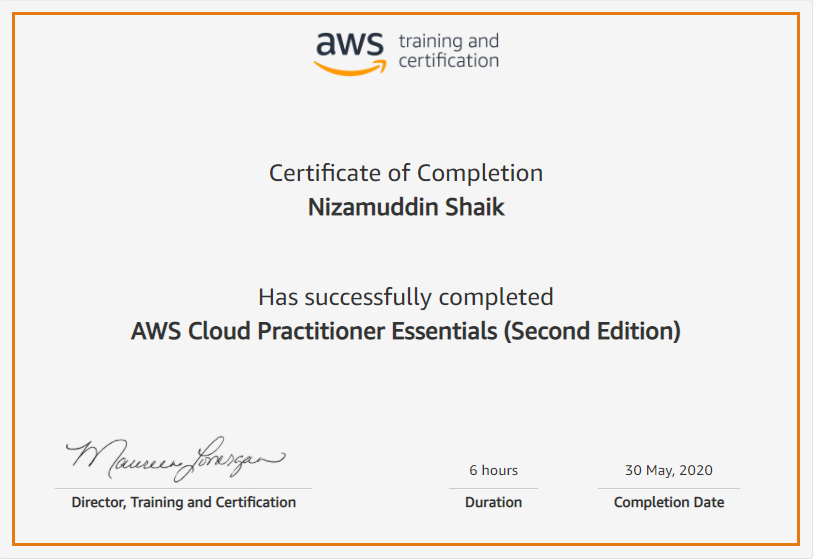 aws training and
certification
Certificate of Completion
Nizamuddin Shaik
Has successfully completed
AWS Cloud Practitioner Essentials (Second Edition)
Maureen Lonergan
6 hours
30 May, 2020
Director, Training and Certification
Duration
Completion Date